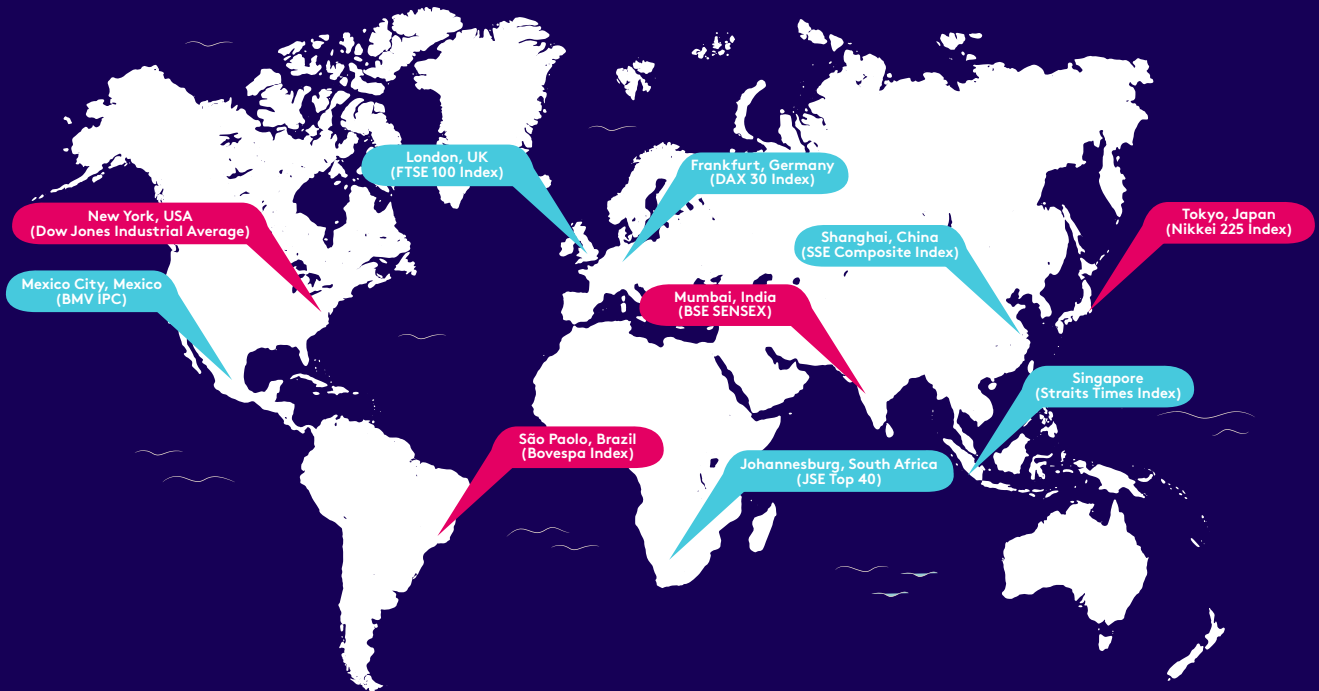 London, UK
(FTSE 100 Index)
Frankfurt, Germany
(DAX 30 Index)
New York, USA
(Dow Jones Industrial Average)
Tokyo, Japan
(Nikkei 225 Index)
Shanghai, China
(SSE Composite Index)
Mexico City, Mexico
(BMV IPC)
Mumbai, India
(BSE SENSEX)
Singapore
(Straits Times Index)
São Paolo, Brazil
(Bovespa Index)
Johannesburg, South Africa
(JSE Top 40)